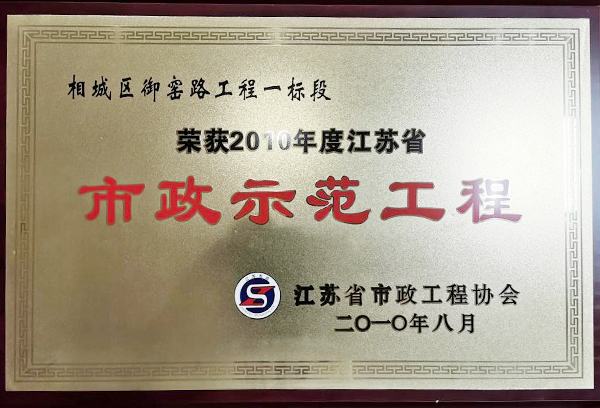 相城区御窑路工程一标段
荣获2010年度江苏省
市政示范工程
江苏省市政工程协会
二〇一〇年八月